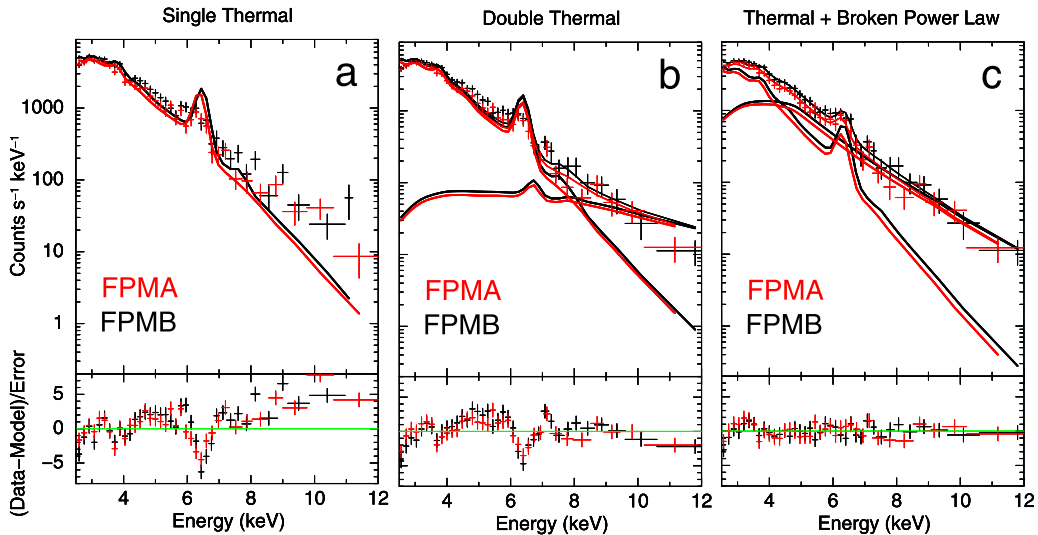 Single Thermal
Double Thermal
Thermal + Broken Power Law
a
b
c
1000
100
10
1
Counts s⁻¹ keV⁻¹
FPMA
FPMB
FPMA
FPMB
FPMA
FPMB
(Data−Model)/Error
5
0
−5
4 6 8 10 12
4 6 8 10 12
4 6 8 10 12
Energy (keV)
Energy (keV)
Energy (keV)